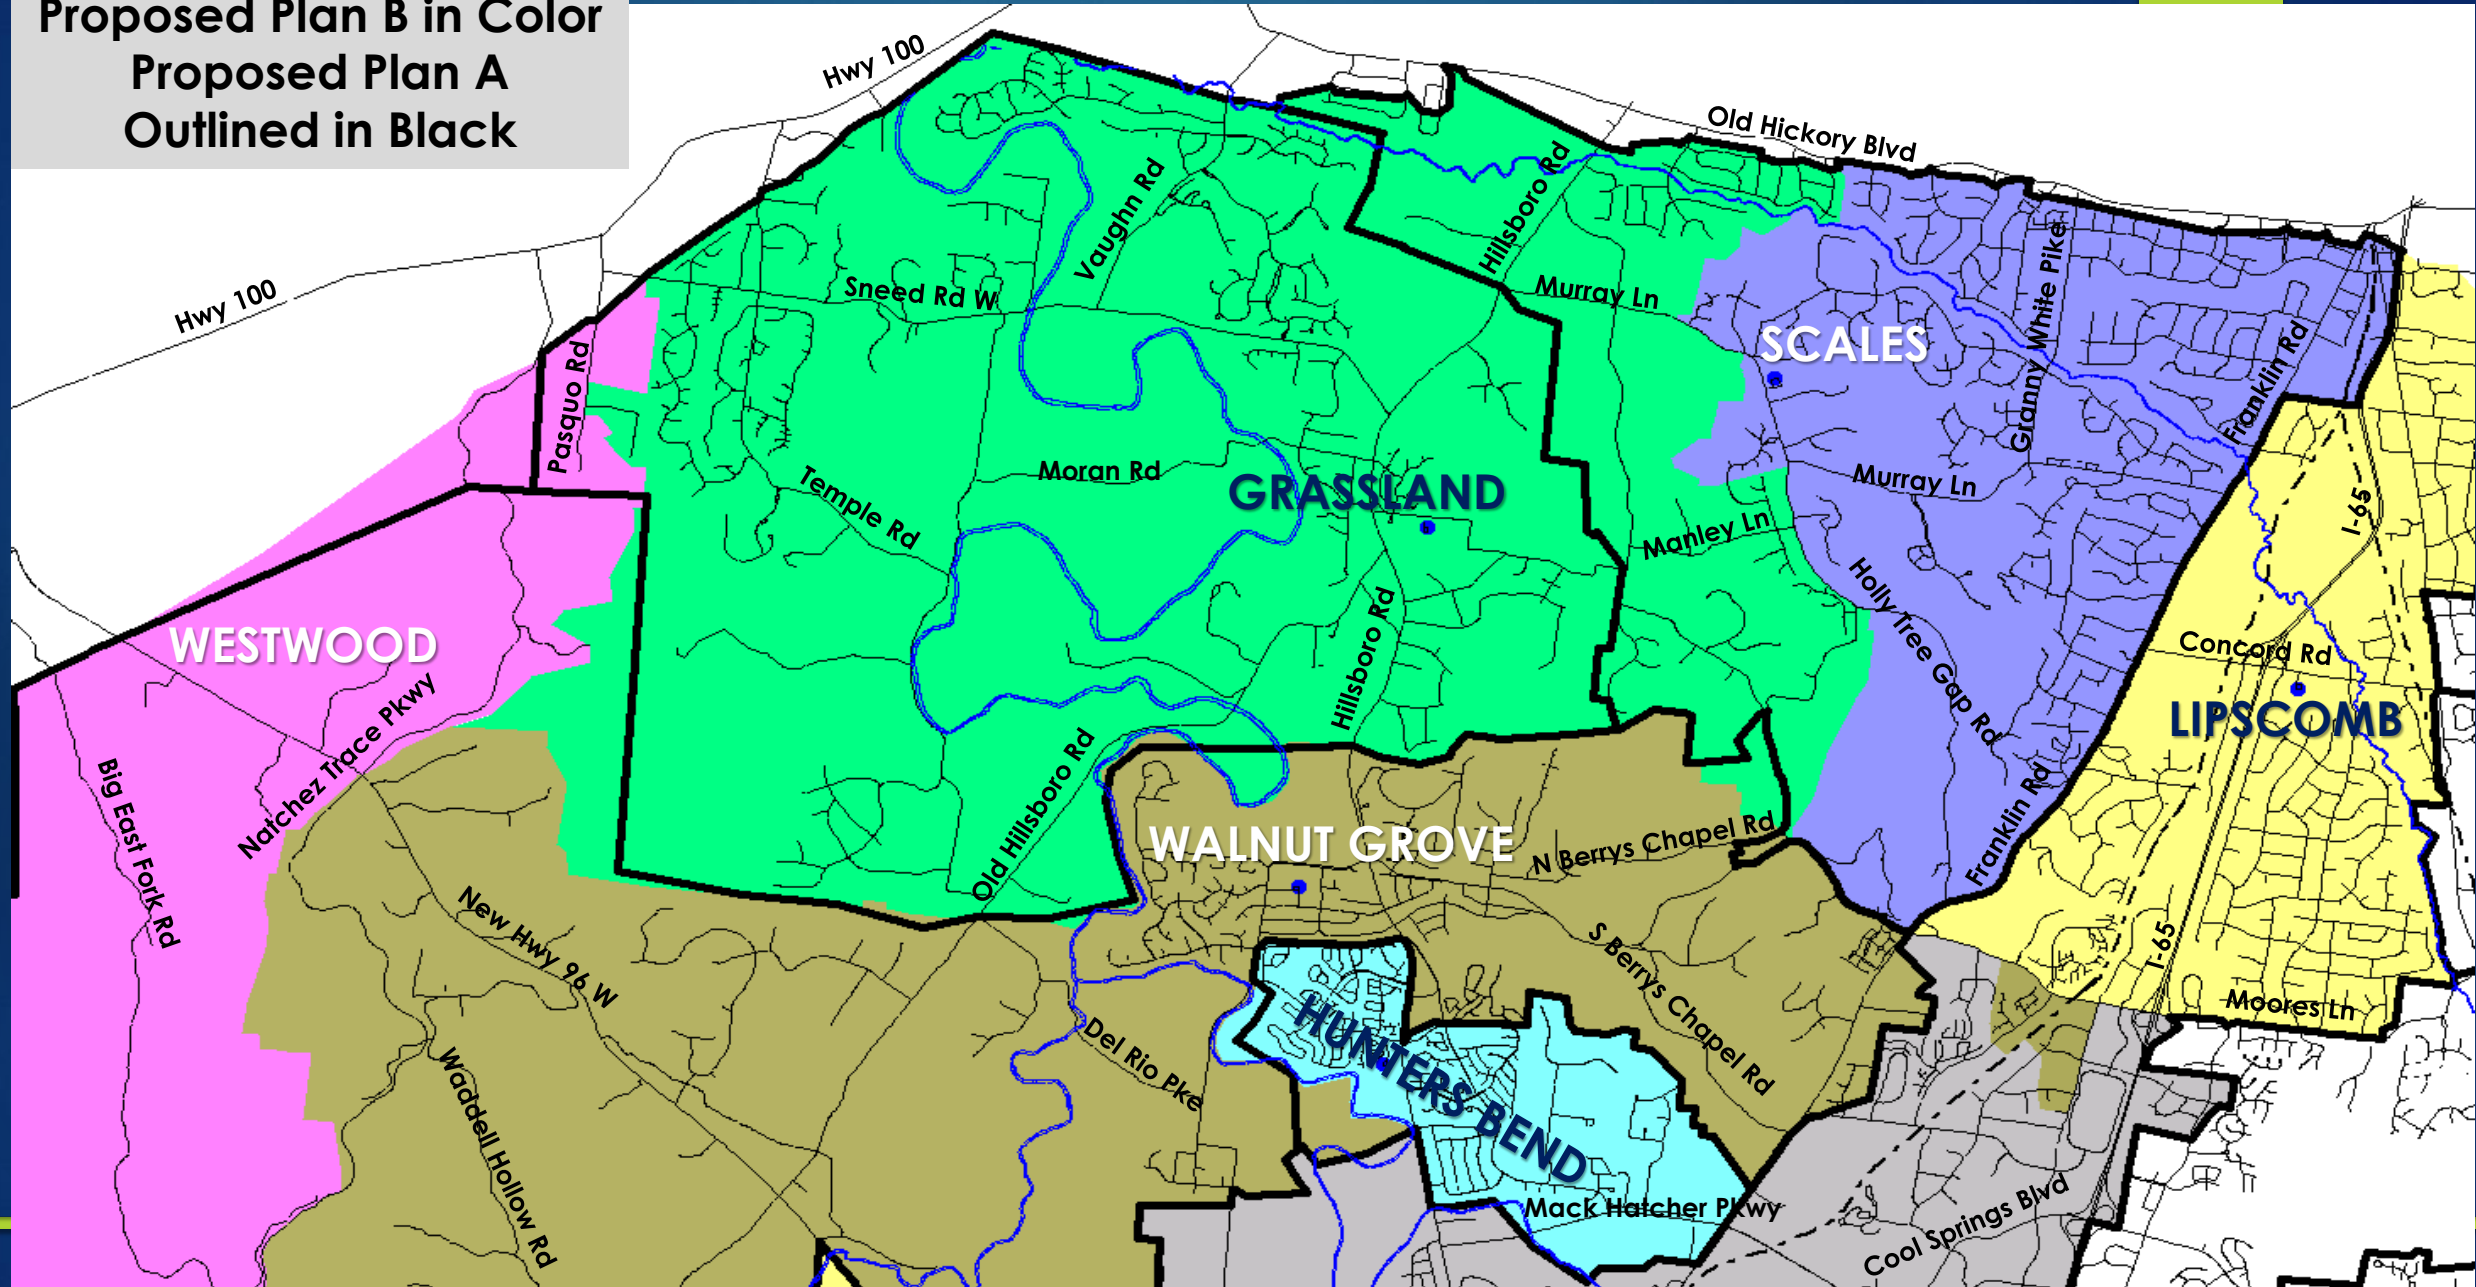 Proposed Plan B in Color
Proposed Plan A
Outlined in Black
Hwy 100
Old Hickory Blvd
Hwy 100
Vaughn Rd
Hillsboro Rd
Sneed Rd W
Murray Ln
Granny White Pike
SCALES
Franklin Rd
Pasquo Rd
Temple Rd
Moran Rd
GRASSLAND
Murray Ln
I-65
Manley Ln
Holly Tree Gap Rd
WESTWOOD
Hillsboro Rd
Concord Rd
LIPSCOMB
Natchez Trace Pkwy
Big East Fork Rd
Old Hillsboro Rd
WALNUT GROVE
N Berrys Chapel Rd
Franklin Rd
New Hwy 96 W
S Berrys Chapel Rd
I-65
Moores Ln
HUNTERS BEND
Del Rio Pke
Waddell Hollow Rd
Mack Hatcher Pkwy
Cool Springs Blvd